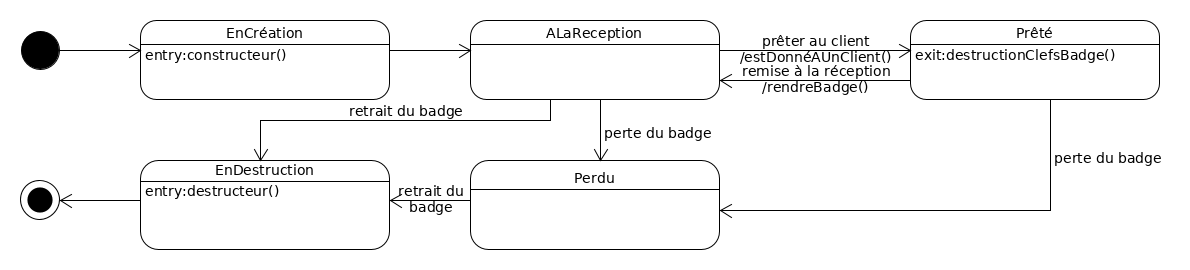 EnCréation
entry:constructeur()
ALaReception
prêter au client
/estDonnéAUnClient()
remise à la réception
/rendreBadge()
Prêté
exit:destructionClefsBadge()
retrait du badge
perte du badge
perte du badge
EnDestruction
entry:destructeur()
retrait du
badge
Perdu